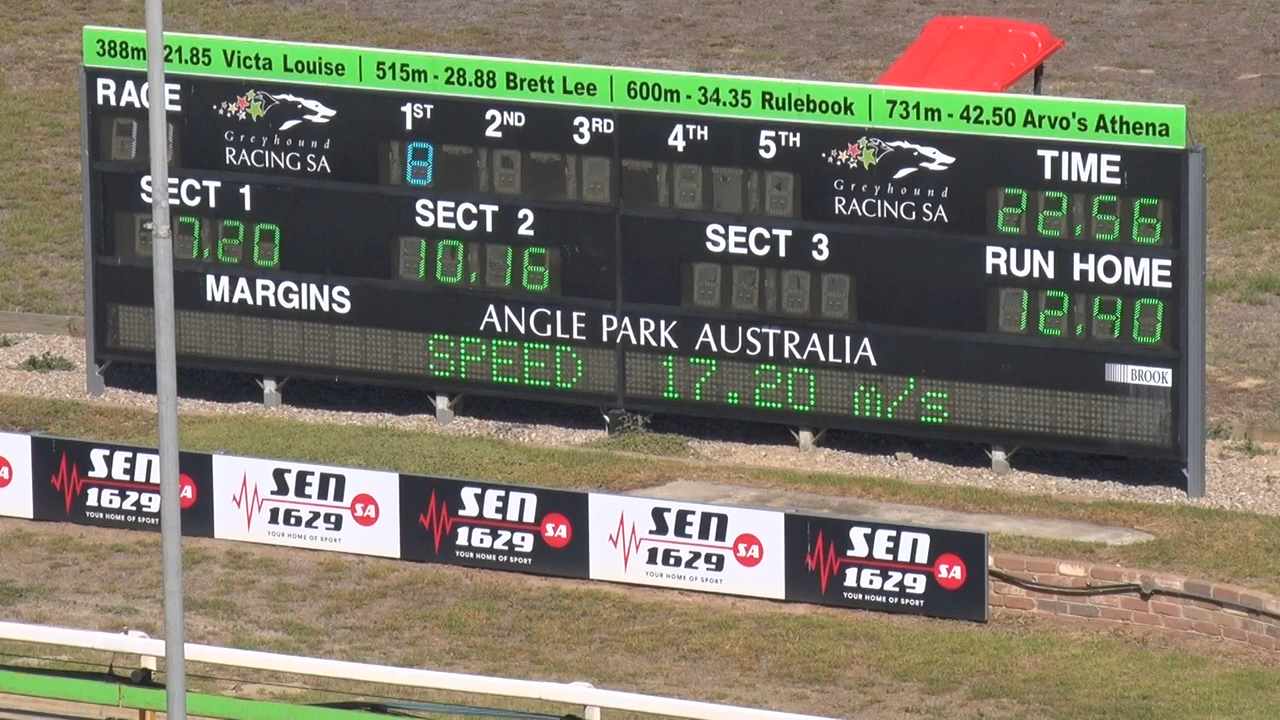 388m 21.85 Victa Louise | 515m - 28.88 Brett Lee | 600m - 34.35 Rulebook | 731m - 42.50 Arvo's Athena
RACE
Greyhound
RACING SA
1ST 2ND 3RD 4TH 5TH
8
Greyhound
RACING SA
TIME
22.56
SECT 1
7.20
SECT 2
10.16
SECT 3
RUN HOME
12.40
MARGINS
ANGLE PARK AUSTRALIA
SPEED 17.20 m/s
BROOK
A
SEN
1629 A
YOUR HOME OF SPORT
SEN
1629 SA
YOUR HOME OF SPORT
SEN
1629 SA
YOUR HOME OF SPORT
SEN
1629 SA
YOUR HOME OF SPORT
SEN
1629 SA
YOUR HOME OF SPORT